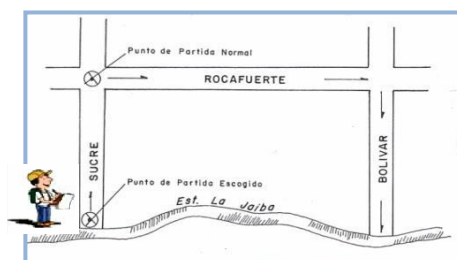 Punto de Partida Normal
ROCAFUERTE
SUCRE
BOLIVAR
Punto de Partida Escogido
Est. La Jaiba